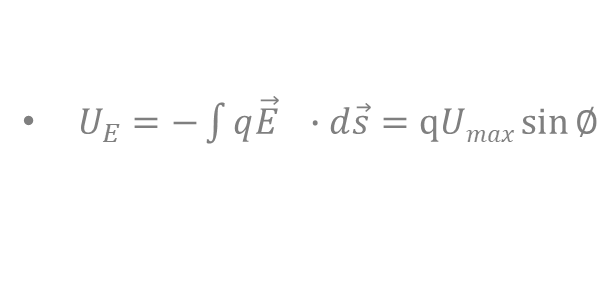 • U_E = −∫ qE⃗ · ds⃗ = qU_max sin ∅